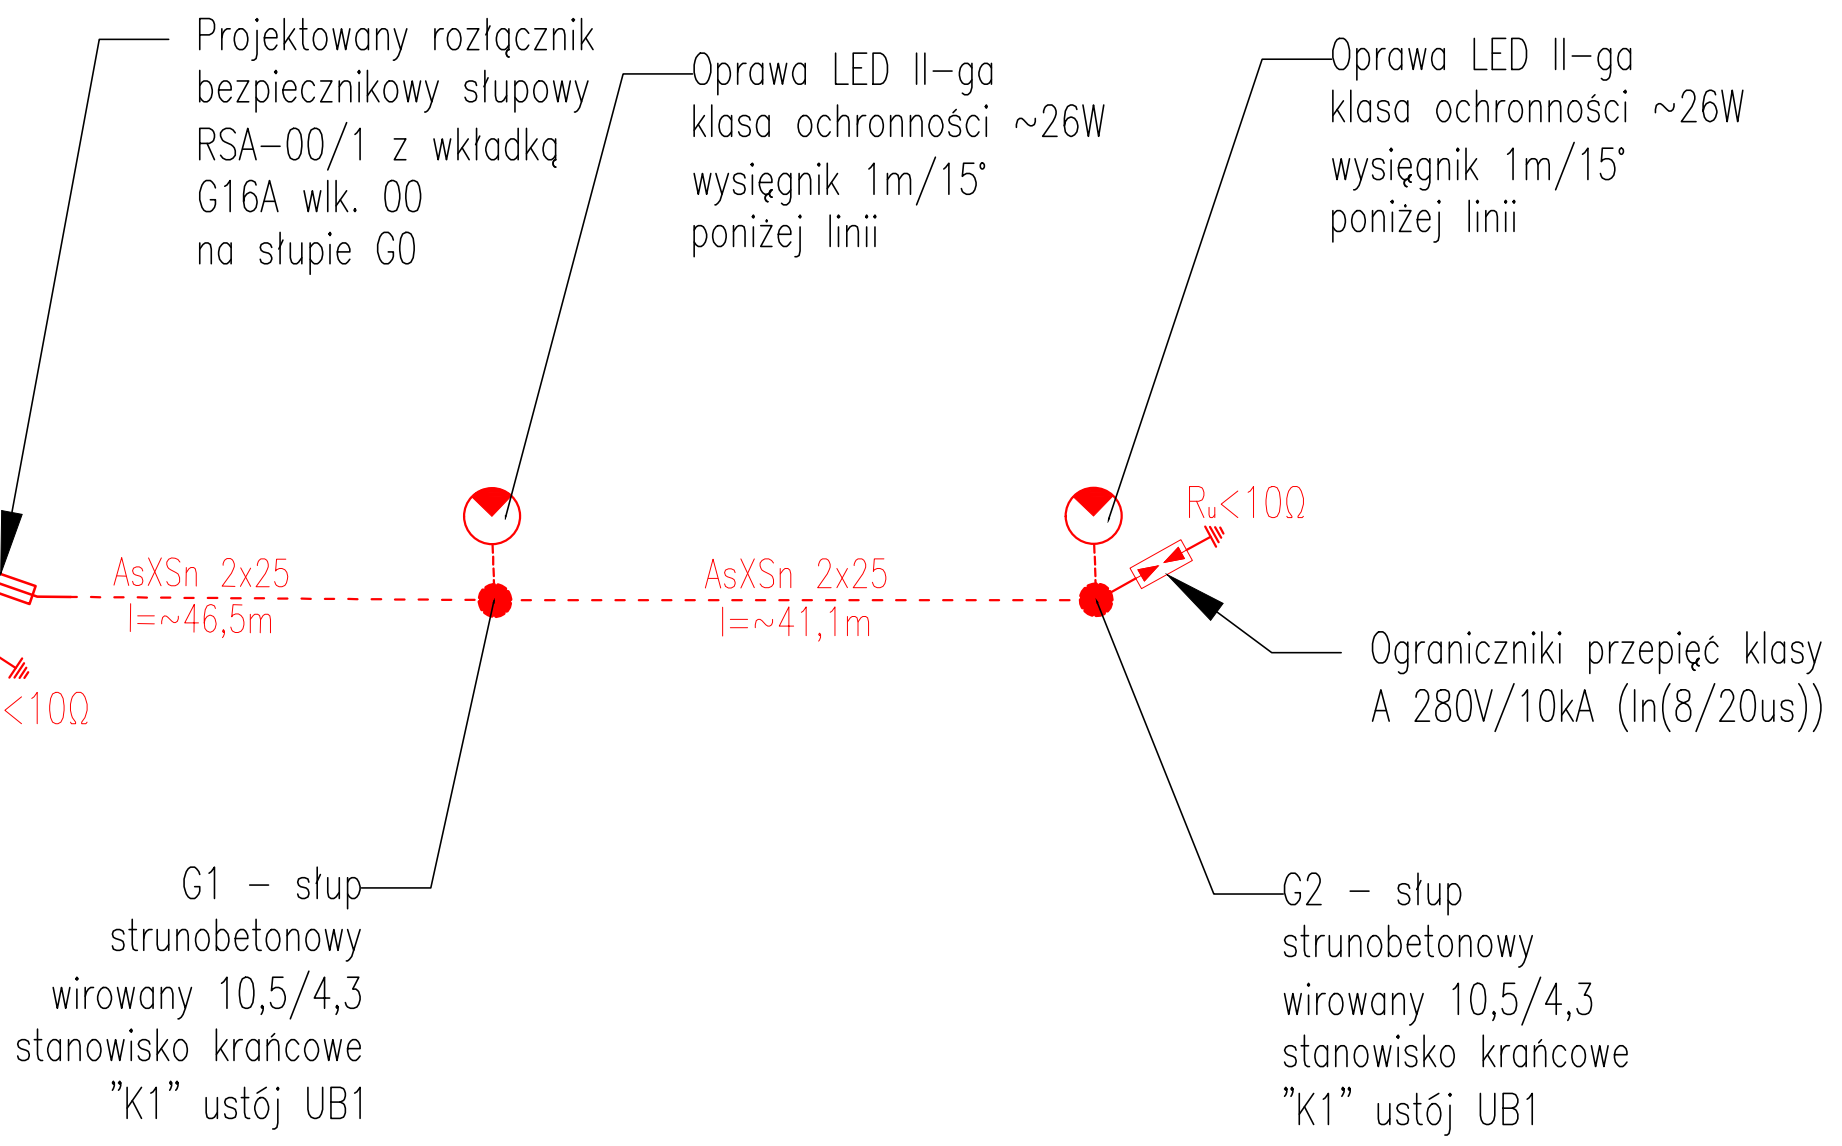 Projektowany rozłącznik
bezpiecznikowy słupowy
RSA-00/1 z wkładką
G16A wlk. 00
na słupie G0
Oprawa LED II-ga
klasa ochronności ~26W
wysięgnik 1m/15°
poniżej linii
Oprawa LED II-ga
klasa ochronności ~26W
wysięgnik 1m/15°
poniżej linii
AsXSn 2x25
l=~46,5m
AsXSn 2x25
l=~41,1m
Ru<10Ω
<10Ω
Ograniczniki przepięć klasy
A 280V/10kA (In(8/20us))
G1 - słup
strunobetonowy
wirowany 10,5/4,3
stanowisko krańcowe
"K1" ustój UB1
G2 - słup
strunobetonowy
wirowany 10,5/4,3
stanowisko krańcowe
"K1" ustój UB1